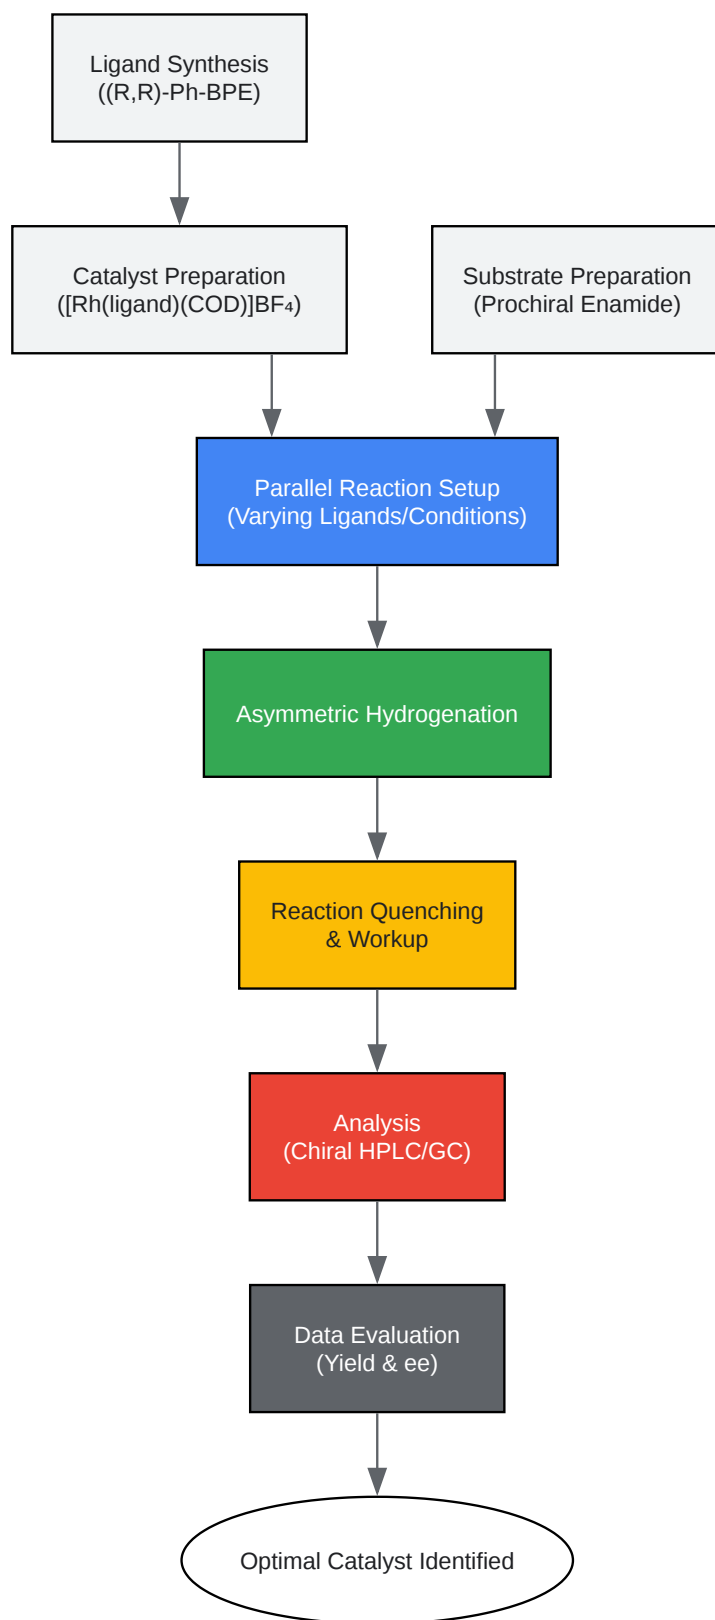 Ligand Synthesis
((R,R)-Ph-BPE)
Catalyst Preparation
([Rh(ligand)(COD)]BF₄)
Substrate Preparation
(Prochiral Enamide)
Parallel Reaction Setup
(Varying Ligands/Conditions)
Asymmetric Hydrogenation
Reaction Quenching
& Workup
Analysis
(Chiral HPLC/GC)
Data Evaluation
(Yield & ee)
Optimal Catalyst Identified